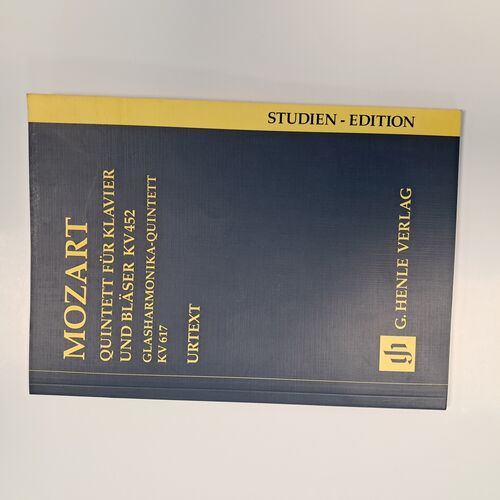 STUDIEN - EDITION
MOZART
QUINTETT FÜR KLAVIER
UND BLÄSER KV 452
GLASHARMONIKA-QUINTETT
KV 617
URTEXT
G. HENLE VERLAG